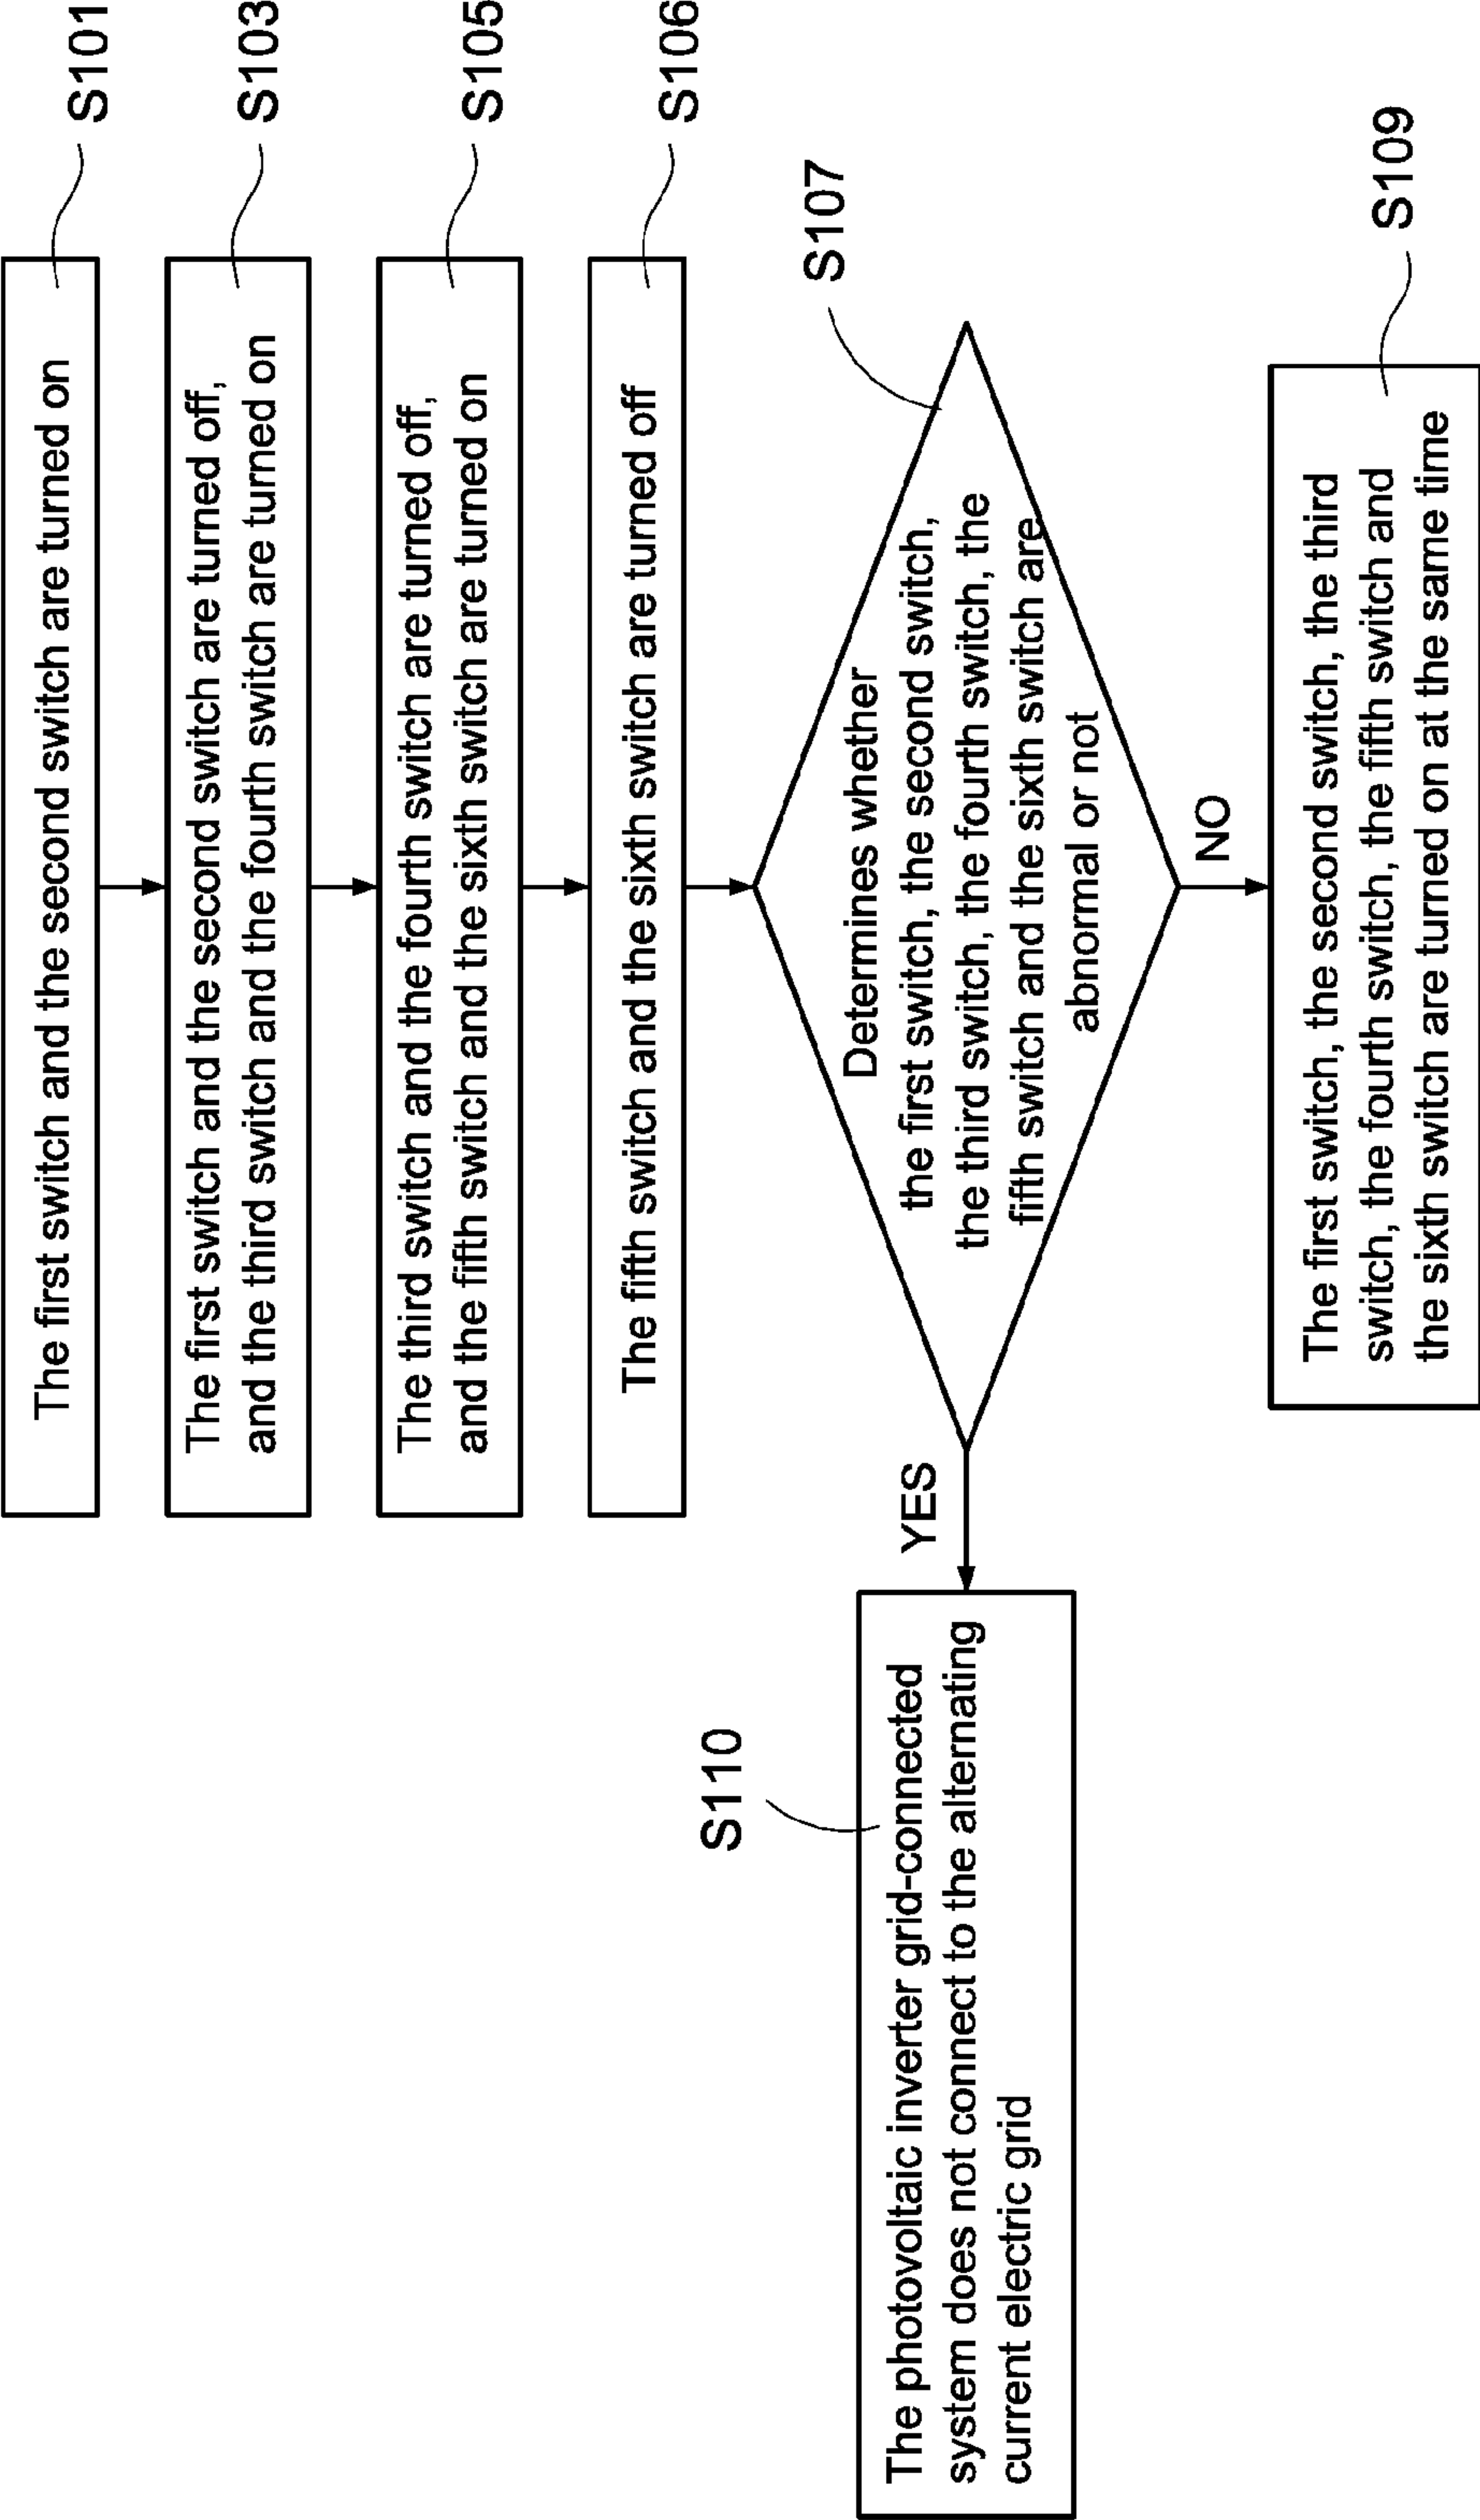 The first switch and the second switch are turned on
S101
The first switch and the second switch are turned off,
and the third switch and the fourth switch are turned on
S103
The third switch and the fourth switch are turned off,
and the fifth switch and the sixth switch are turned on
S105
The fifth switch and the sixth switch are turned off
S106
Determines whether
the first switch, the second switch,
the third switch, the fourth switch, the
fifth switch and the sixth switch are
abnormal or not
S107
YES
S110
The photovoltaic inverter grid-connected
system does not connect to the alternating
current electric grid
NO
The first switch, the second switch, the third
switch, the fourth switch, the fifth switch and
the sixth switch are turned on at the same time
S109